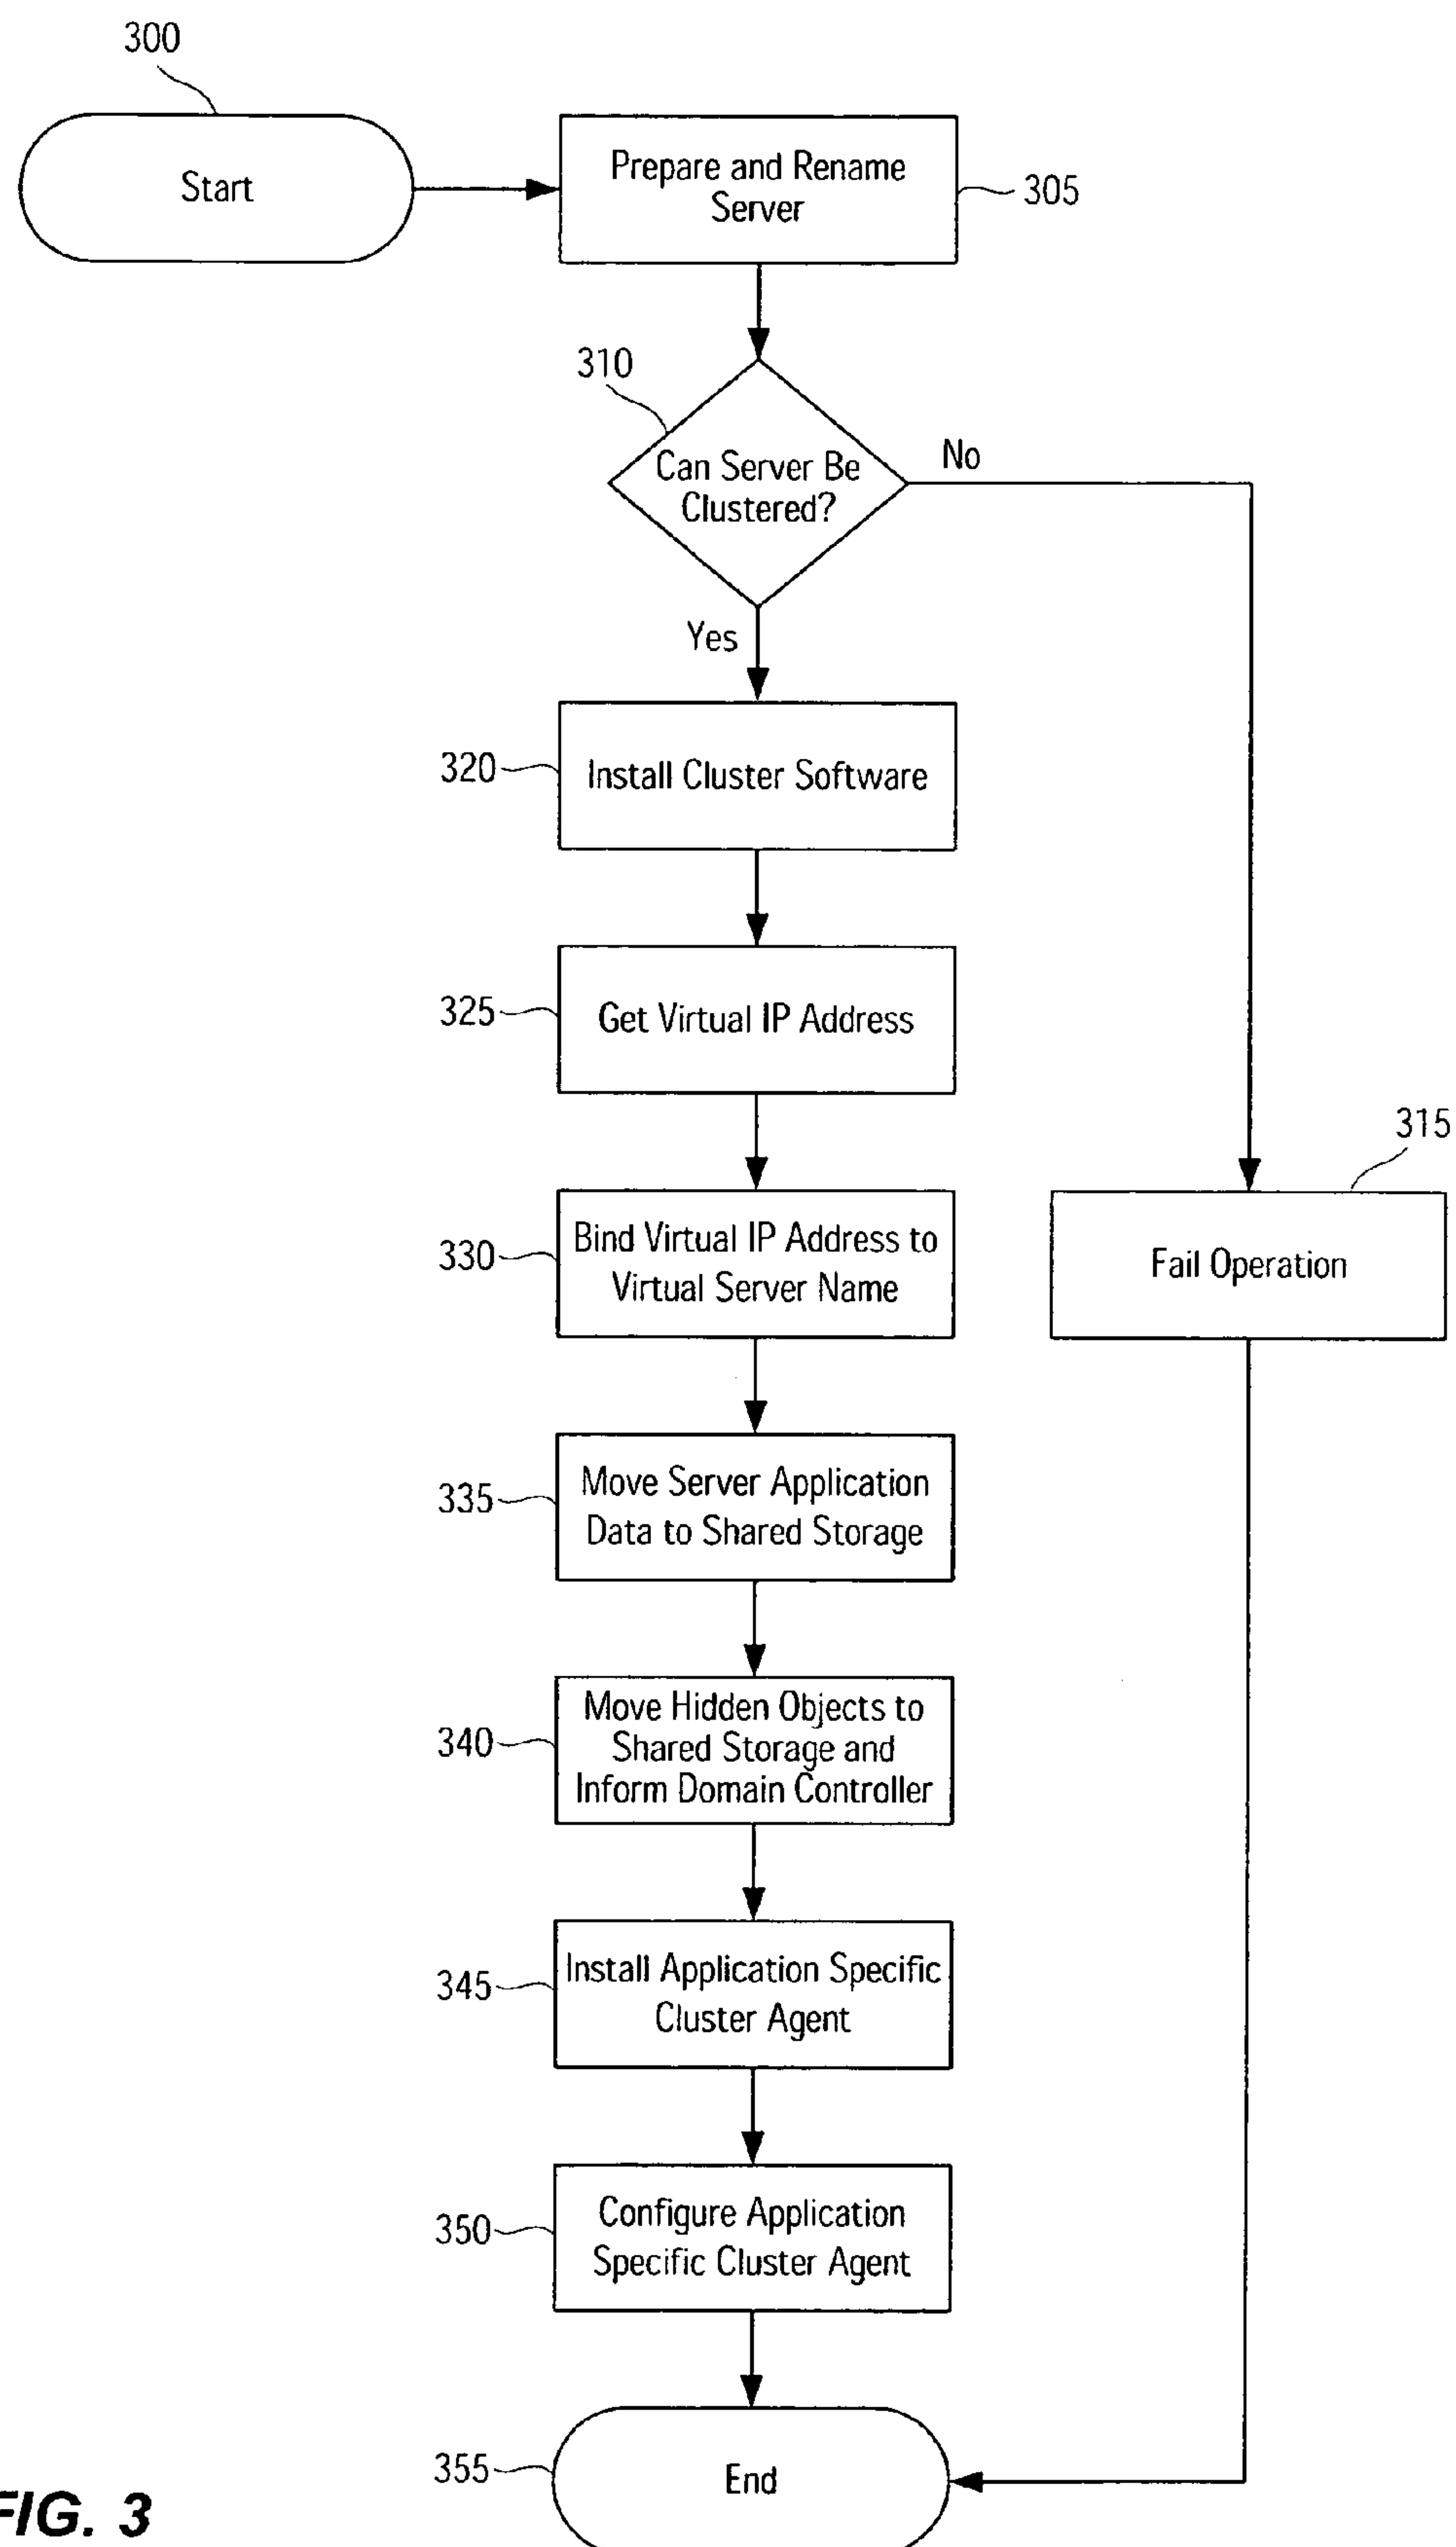 300
Start
Prepare and Rename
Server
305
310
Can Server Be
Clustered?
No
Yes
320
Install Cluster Software
325
Get Virtual IP Address
315
330
Bind Virtual IP Address to
Virtual Server Name
Fail Operation
335
Move Server Application
Data to Shared Storage
340
Move Hidden Objects to
Shared Storage and
Inform Domain Controller
345
Install Application Specific
Cluster Agent
350
Configure Application
Specific Cluster Agent
355
End
FIG. 3